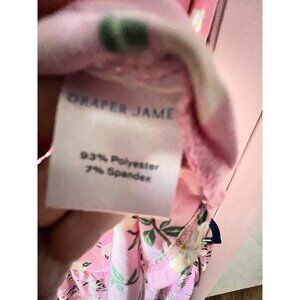 DRAPER JAME
93% Polyester
7% Spandex